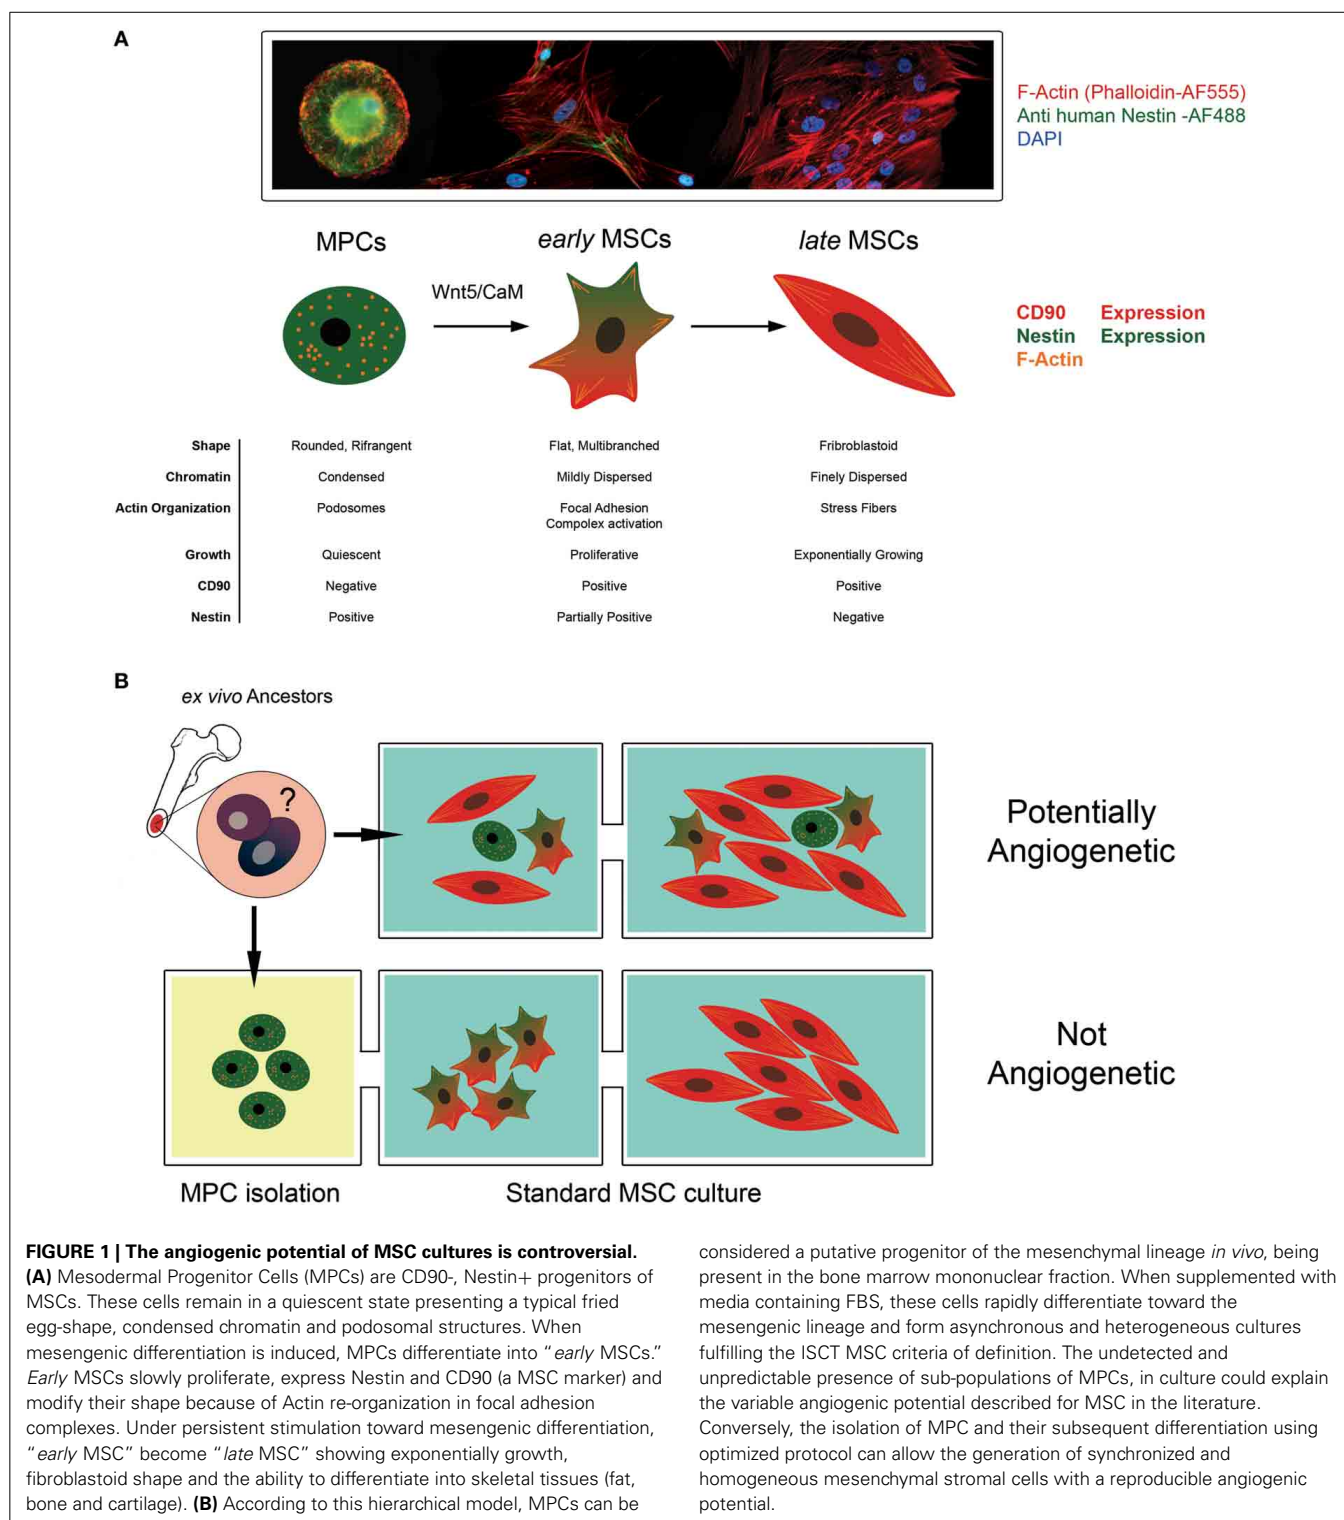 A
F-Actin (Phalloidin-AF555)
Anti human Nestin -AF488
DAPI
MPCs
early MSCs
late MSCs
Wnt5/CaM
CD90 Expression
Nestin Expression
F-Actin
Shape Rounded, Rifrangent Flat, Multibranched Fribroblastoid
Chromatin Condensed Mildly Dispersed Finely Dispersed
Actin Organization Podosomes Focal Adhesion Stress Fibers
Compolex activation
Growth Quiescent Proliferative Exponentially Growing
CD90 Negative Positive Positive
Nestin Positive Partially Positive Negative
B
ex vivo Ancestors
?
Potentially
Angiogenetic
Not
Angiogenetic
MPC isolation
Standard MSC culture
FIGURE 1 | The angiogenic potential of MSC cultures is controversial.
(A) Mesodermal Progenitor Cells (MPCs) are CD90-, Nestin+ progenitors of
MSCs. These cells remain in a quiescent state presenting a typical fried
egg-shape, condensed chromatin and podosomal structures. When
mesengenic differentiation is induced, MPCs differentiate into “early MSCs.”
Early MSCs slowly proliferate, express Nestin and CD90 (a MSC marker) and
modify their shape because of Actin re-organization in focal adhesion
complexes. Under persistent stimulation toward mesengenic differentiation,
“early MSC” become “late MSC” showing exponentially growth,
fibroblastoid shape and the ability to differentiate into skeletal tissues (fat,
bone and cartilage). (B) According to this hierarchical model, MPCs can be
considered a putative progenitor of the mesenchymal lineage in vivo, being
present in the bone marrow mononuclear fraction. When supplemented with
media containing FBS, these cells rapidly differentiate toward the
mesengenic lineage and form asynchronous and heterogeneous cultures
fulfilling the ISCT MSC criteria of definition. The undetected and
unpredictable presence of sub-populations of MPCs, in culture could explain
the variable angiogenic potential described for MSC in the literature.
Conversely, the isolation of MPC and their subsequent differentiation using
optimized protocol can allow the generation of synchronized and
homogeneous mesenchymal stromal cells with a reproducible angiogenic
potential.